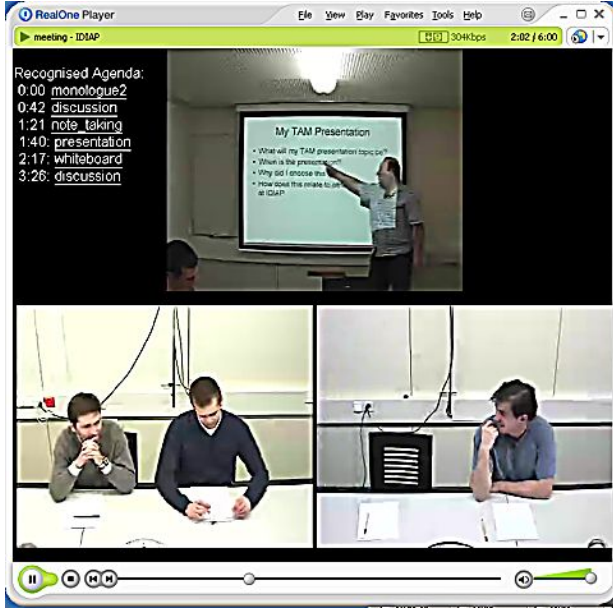 RealOne Player File View Play Favorites Tools Help
meeting - IDIAP 304Kbps 2:02 / 6:00
Recognised Agenda:
0:00 monologue2
0:42 discussion
1:21 note_taking
1:40: presentation
2:17: whiteboard
3:26: discussion
My TAM Presentation
• What will my TAM presentation topic be?
• When is the presentation?
• Why did I choose this
• How does this relate to
at IDIAP